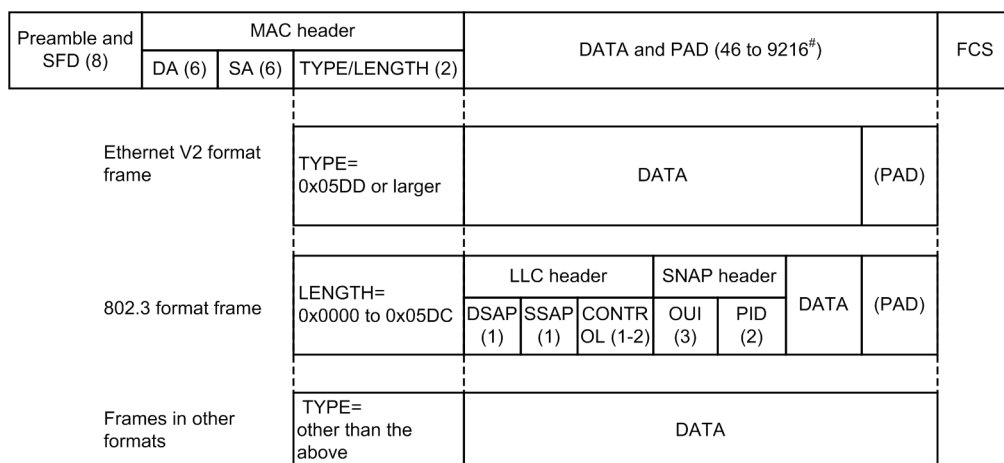 Preamble and
SFD (8)
MAC header
DA (6)
SA (6)
TYPE/LENGTH (2)
DATA and PAD (46 to 9216#)
FCS
Ethernet V2 format
frame
TYPE=
0x05DD or larger
DATA
(PAD)
802.3 format frame
LENGTH=
0x0000 to 0x05DC
LLC header
DSAP
(1)
SSAP
(1)
CONTR
OL (1-2)
SNAP header
OUI
(3)
PID
(2)
DATA
(PAD)
Frames in other
formats
TYPE=
other than the
above
DATA